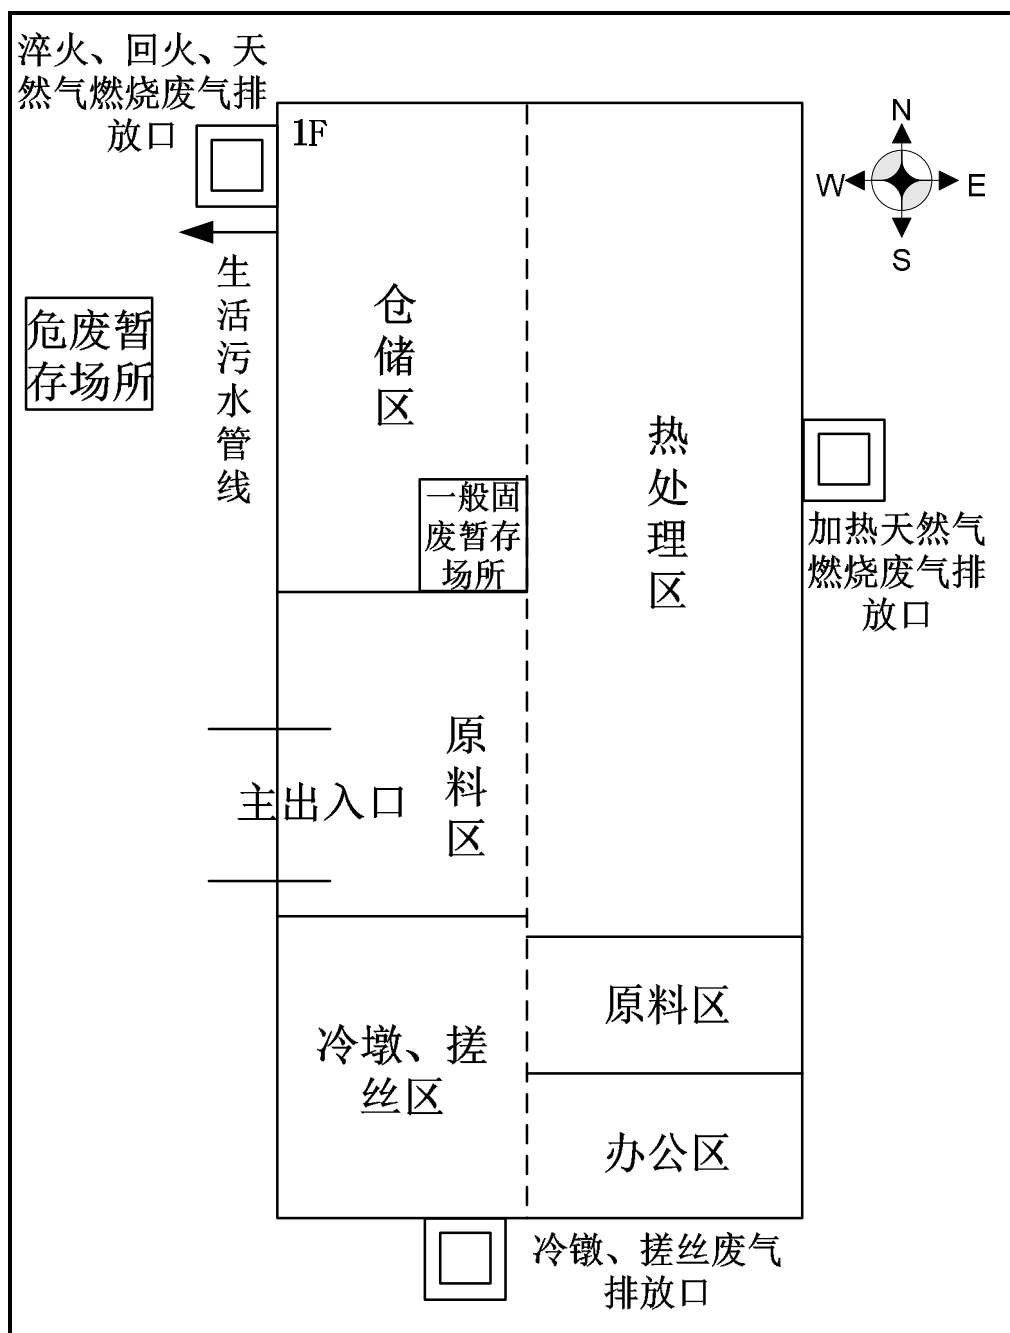 淬火、回火、天
然气燃烧废气排
放口
1F
N
W
E
S
生活污水管线
危废暂
存场所
仓储区
热处理区
一般固
废暂存
场所
加热天然气
燃烧废气排
放口
原料区
主出入口
原料区
冷墩、搓
丝区
办公区
冷镦、搓丝废气
排放口